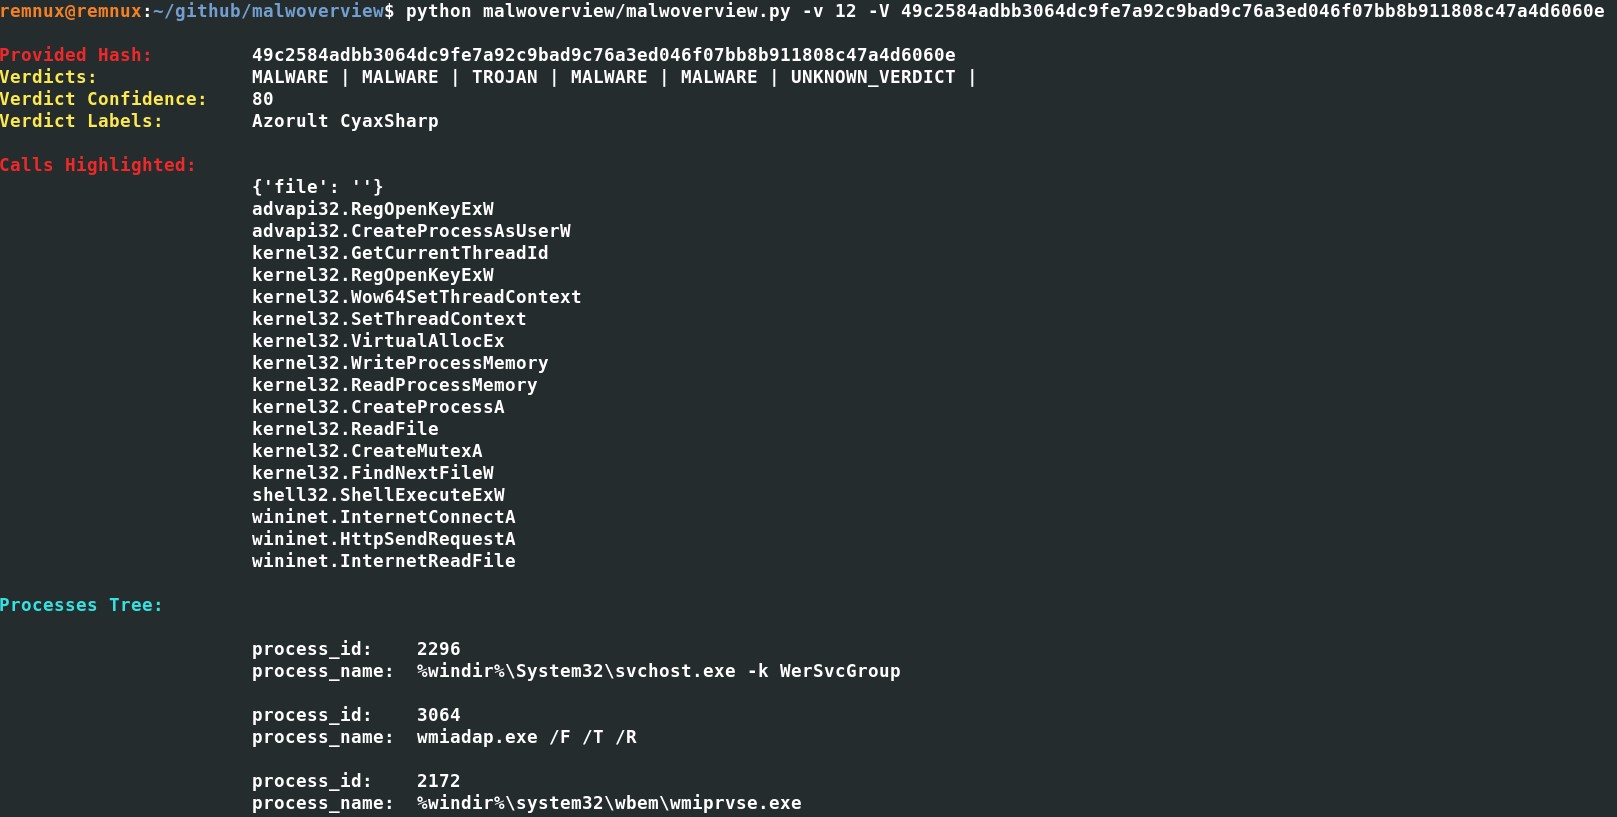 remnux@remnux:~/github/malwoverview$ python malwoverview/malwoverview.py -v 12 -V 49c2584adbb3064dc9fe7a92c9bad9c76a3ed046f07bb8b911808c47a4d6060e
Provided Hash: 49c2584adbb3064dc9fe7a92c9bad9c76a3ed046f07bb8b911808c47a4d6060e
Verdicts: MALWARE | MALWARE | TROJAN | MALWARE | MALWARE | UNKNOWN_VERDICT |
Verdict Confidence: 80
Verdict Labels: Azorult CyaxSharp
Calls Highlighted:
{'file': ''}
advapi32.RegOpenKeyExW
advapi32.CreateProcessAsUserW
kernel32.GetCurrentThreadId
kernel32.RegOpenKeyExW
kernel32.Wow64SetThreadContext
kernel32.SetThreadContext
kernel32.VirtualAllocEx
kernel32.WriteProcessMemory
kernel32.ReadProcessMemory
kernel32.CreateProcessA
kernel32.ReadFile
kernel32.CreateMutexA
kernel32.FindNextFileW
shell32.ShellExecuteExW
wininet.InternetConnectA
wininet.HttpSendRequestA
wininet.InternetReadFile
Processes Tree:
process_id: 2296
process_name: %windir%\System32\svchost.exe -k WerSvcGroup
process_id: 3064
process_name: wmiadap.exe /F /T /R
process_id: 2172
process_name: %windir%\system32\wbem\wmiprvse.exe